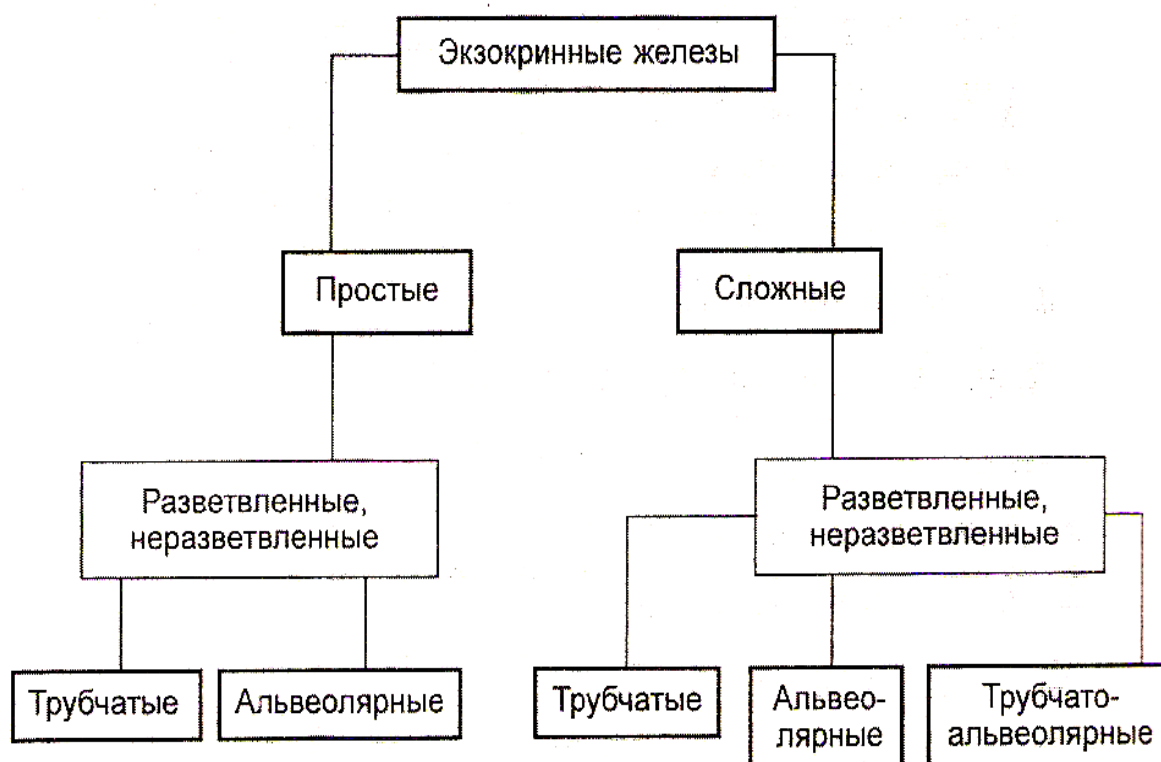 Экзокринные железы
Простые
Сложные
Разветвленные,
неразветвленные
Разветвленные,
неразветвленные
Трубчатые
Альвеолярные
Трубчатые
Альвео-
лярные
Трубчато-
альвеолярные